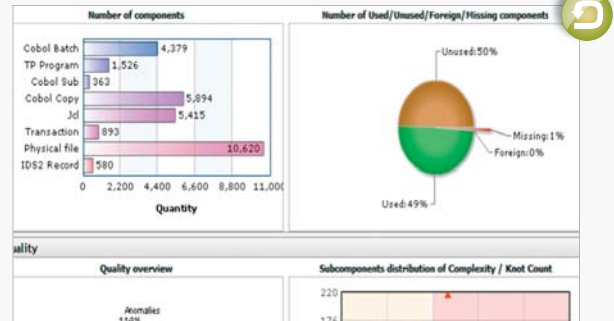 Number of components
Cobol Batch 4,379
TP Program 1,526
Cobol Sub 363
Cobol Copy 5,894
Jcl 5,415
Transaction 893
Physical file 10,620
IDS2 Record 580
0 2,200 4,400 6,600 8,800 11,000
Quantity
Number of Used/Unused/Foreign/Missing components
Unused:50%
Missing:1%
Foreign:0%
Used:49%
uality
Quality overview
Anomalies
Subcomponents distribution of Complexity / Knot Count
220
176